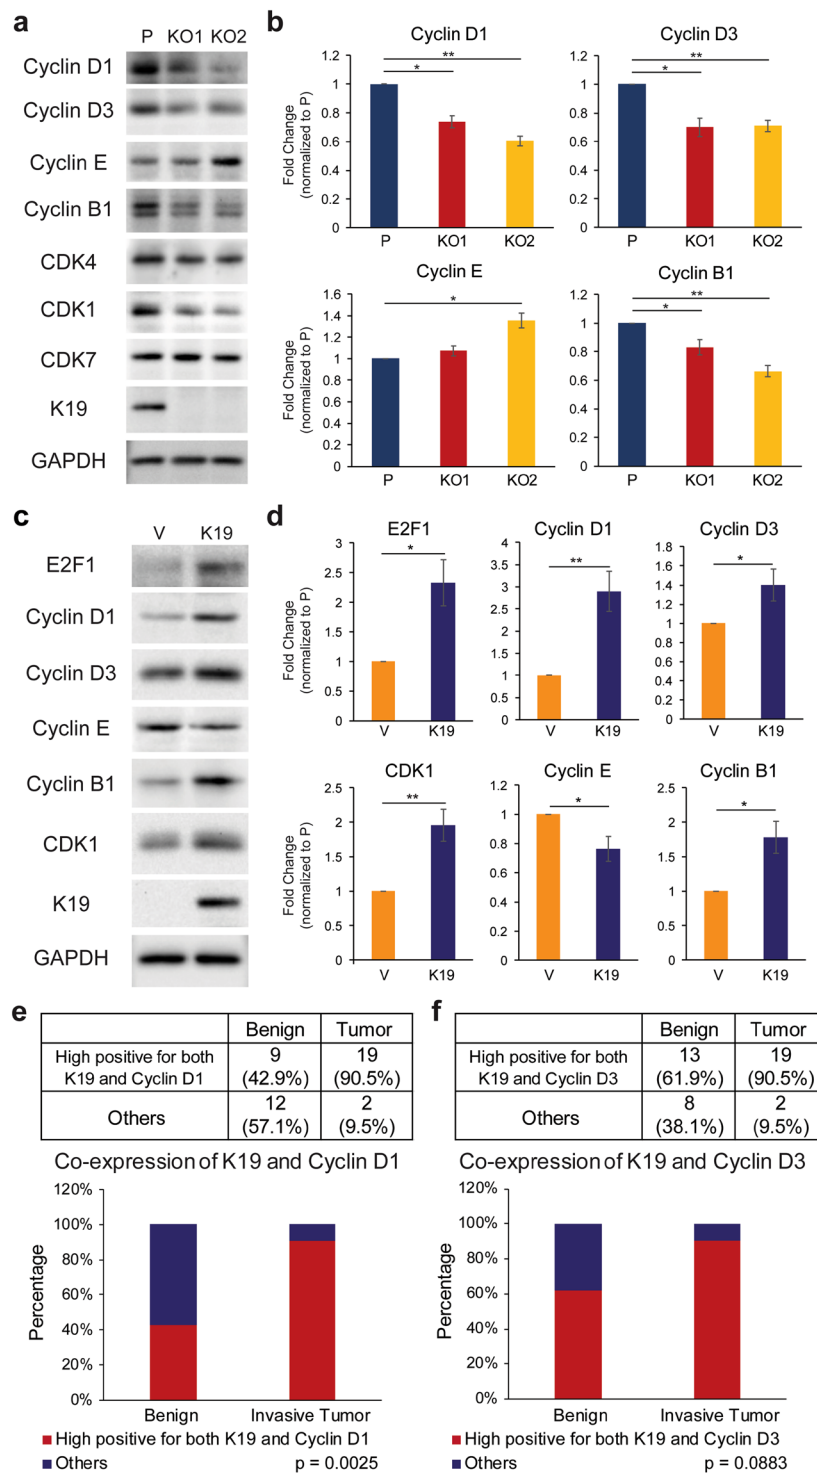 a
P KO1 KO2
Cyclin D1
Cyclin D3
Cyclin E
Cyclin B1
CDK4
CDK1
CDK7
K19
GAPDH
b
Cyclin D1
Fold Change
(normalized to P)
1.2
1
0.8
0.6
0.4
0.2
0
*
**
P KO1 KO2
Cyclin D3
1.2
1
0.8
0.6
0.4
0.2
0
**
*
P KO1 KO2
Cyclin E
Fold Change
(normalized to P)
1.6
1.4
1.2
1
0.8
0.6
0.4
0.2
0
*
P KO1 KO2
Cyclin B1
1.2
1
0.8
0.6
0.4
0.2
0
**
*
P KO1 KO2
c
V K19
E2F1
Cyclin D1
Cyclin D3
Cyclin E
Cyclin B1
CDK1
K19
GAPDH
d
E2F1
Fold Change
(normalized to P)
3
2.5
2
1.5
1
0.5
0
*
V K19
Cyclin D1
4
3.5
3
2.5
2
1.5
1
0.5
0
**
V K19
Cyclin D3
1.8
1.6
1.4
1.2
1
0.8
0.6
0.4
0.2
0
*
V K19
CDK1
Fold Change
(normalized to P)
2.5
2
1.5
1
0.5
0
**
V K19
Cyclin E
1.2
1
0.8
0.6
0.4
0.2
0
*
V K19
Cyclin B1
2.5
2
1.5
1
0.5
0
*
V K19
e
Benign Tumor
High positive for both K19 and Cyclin D1
9 (42.9%)
19 (90.5%)
Others
12 (57.1%)
2 (9.5%)
Co-expression of K19 and Cyclin D1
Percentage
120%
100%
80%
60%
40%
20%
0%
Benign Invasive Tumor
High positive for both K19 and Cyclin D1
Others p = 0.0025
f
Benign Tumor
High positive for both K19 and Cyclin D3
13 (61.9%)
19 (90.5%)
Others
8 (38.1%)
2 (9.5%)
Co-expression of K19 and Cyclin D3
Percentage
120%
100%
80%
60%
40%
20%
0%
Benign Invasive Tumor
High positive for both K19 and Cyclin D3
Others p = 0.0883